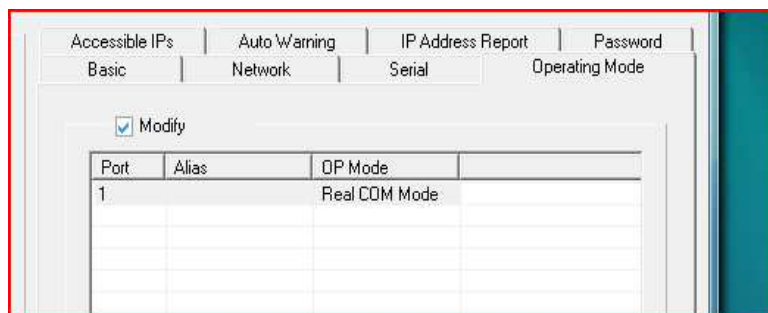 Accessible IPs Auto Warning IP Address Report Password
Basic Network Serial Operating Mode
Modify
Port Alias OP Mode
1 Real COM Mode